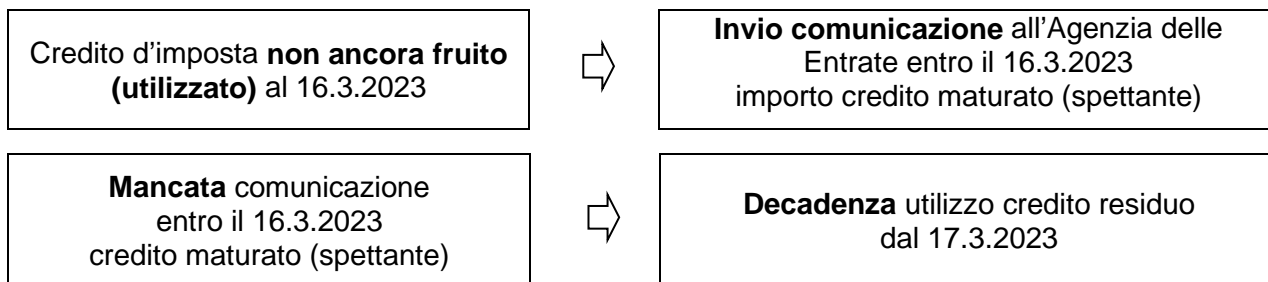 Credito d’imposta non ancora fruito
(utilizzato) al 16.3.2023
Invio comunicazione all’Agenzia delle
Entrate entro il 16.3.2023
importo credito maturato (spettante)
Mancata comunicazione
entro il 16.3.2023
credito maturato (spettante)
Decadenza utilizzo credito residuo
dal 17.3.2023